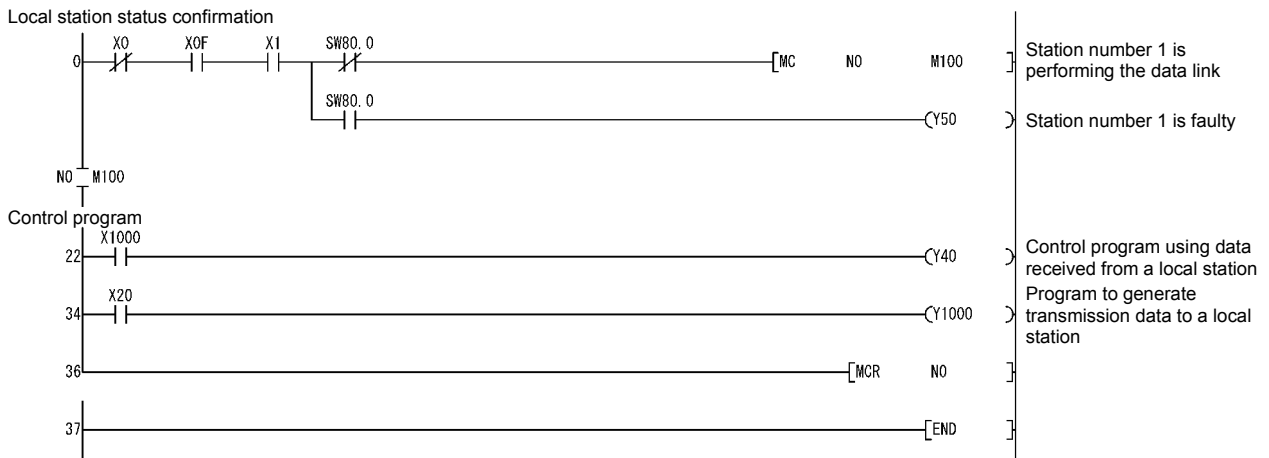 Local station status confirmation
X0 X0F X1 SW80.0
0 MC N0 M100 Station number 1 is
performing the data link
SW80.0
Y50 Station number 1 is faulty
N0 M100
Control program
X1000
22 Y40 Control program using data
received from a local station
X20 Program to generate
34 Y1000 transmission data to a local
station
36 MCR N0
37 END